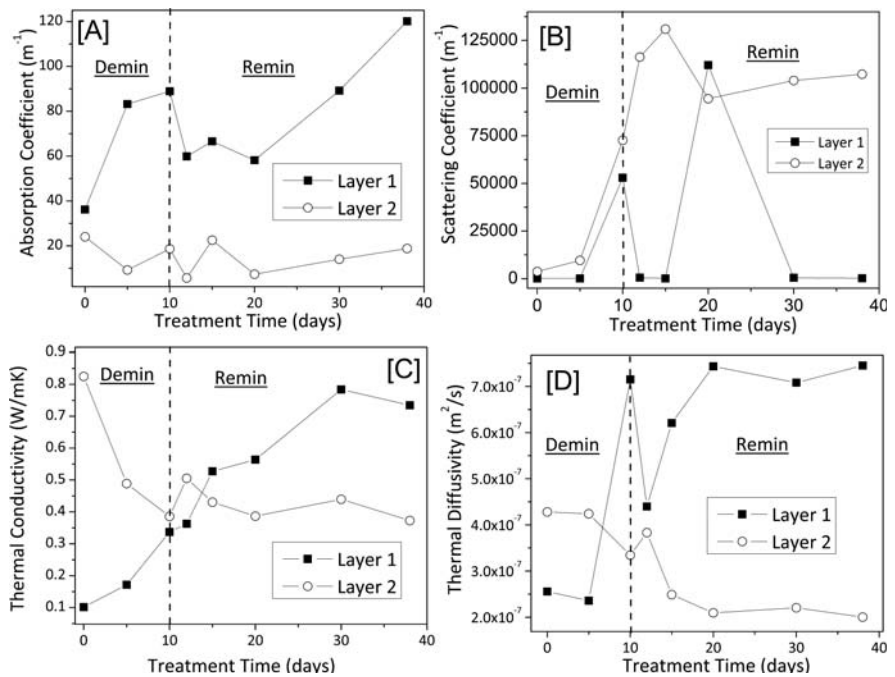 [A]
Demin
Remin
Layer 1
Layer 2
120
100
80
60
40
20
0
10
20
30
40
Absorption Coefficient (m⁻¹)
Treatment Time (days)
[B]
Demin
Remin
Layer 1
Layer 2
125000
100000
75000
50000
25000
0
0
10
20
30
40
Scattering Coefficient (m⁻¹)
Treatment Time (days)
[C]
Demin
Remin
Layer 1
Layer 2
0.9
0.8
0.7
0.6
0.5
0.4
0.3
0.2
0.1
0
10
20
30
40
Thermal Conductivity (W/mK)
Treatment Time (days)
[D]
Demin
Remin
Layer 1
Layer 2
7.0x10⁻⁷
6.0x10⁻⁷
5.0x10⁻⁷
4.0x10⁻⁷
3.0x10⁻⁷
2.0x10⁻⁷
0
10
20
30
40
Thermal Diffusivity (m²/s)
Treatment Time (days)